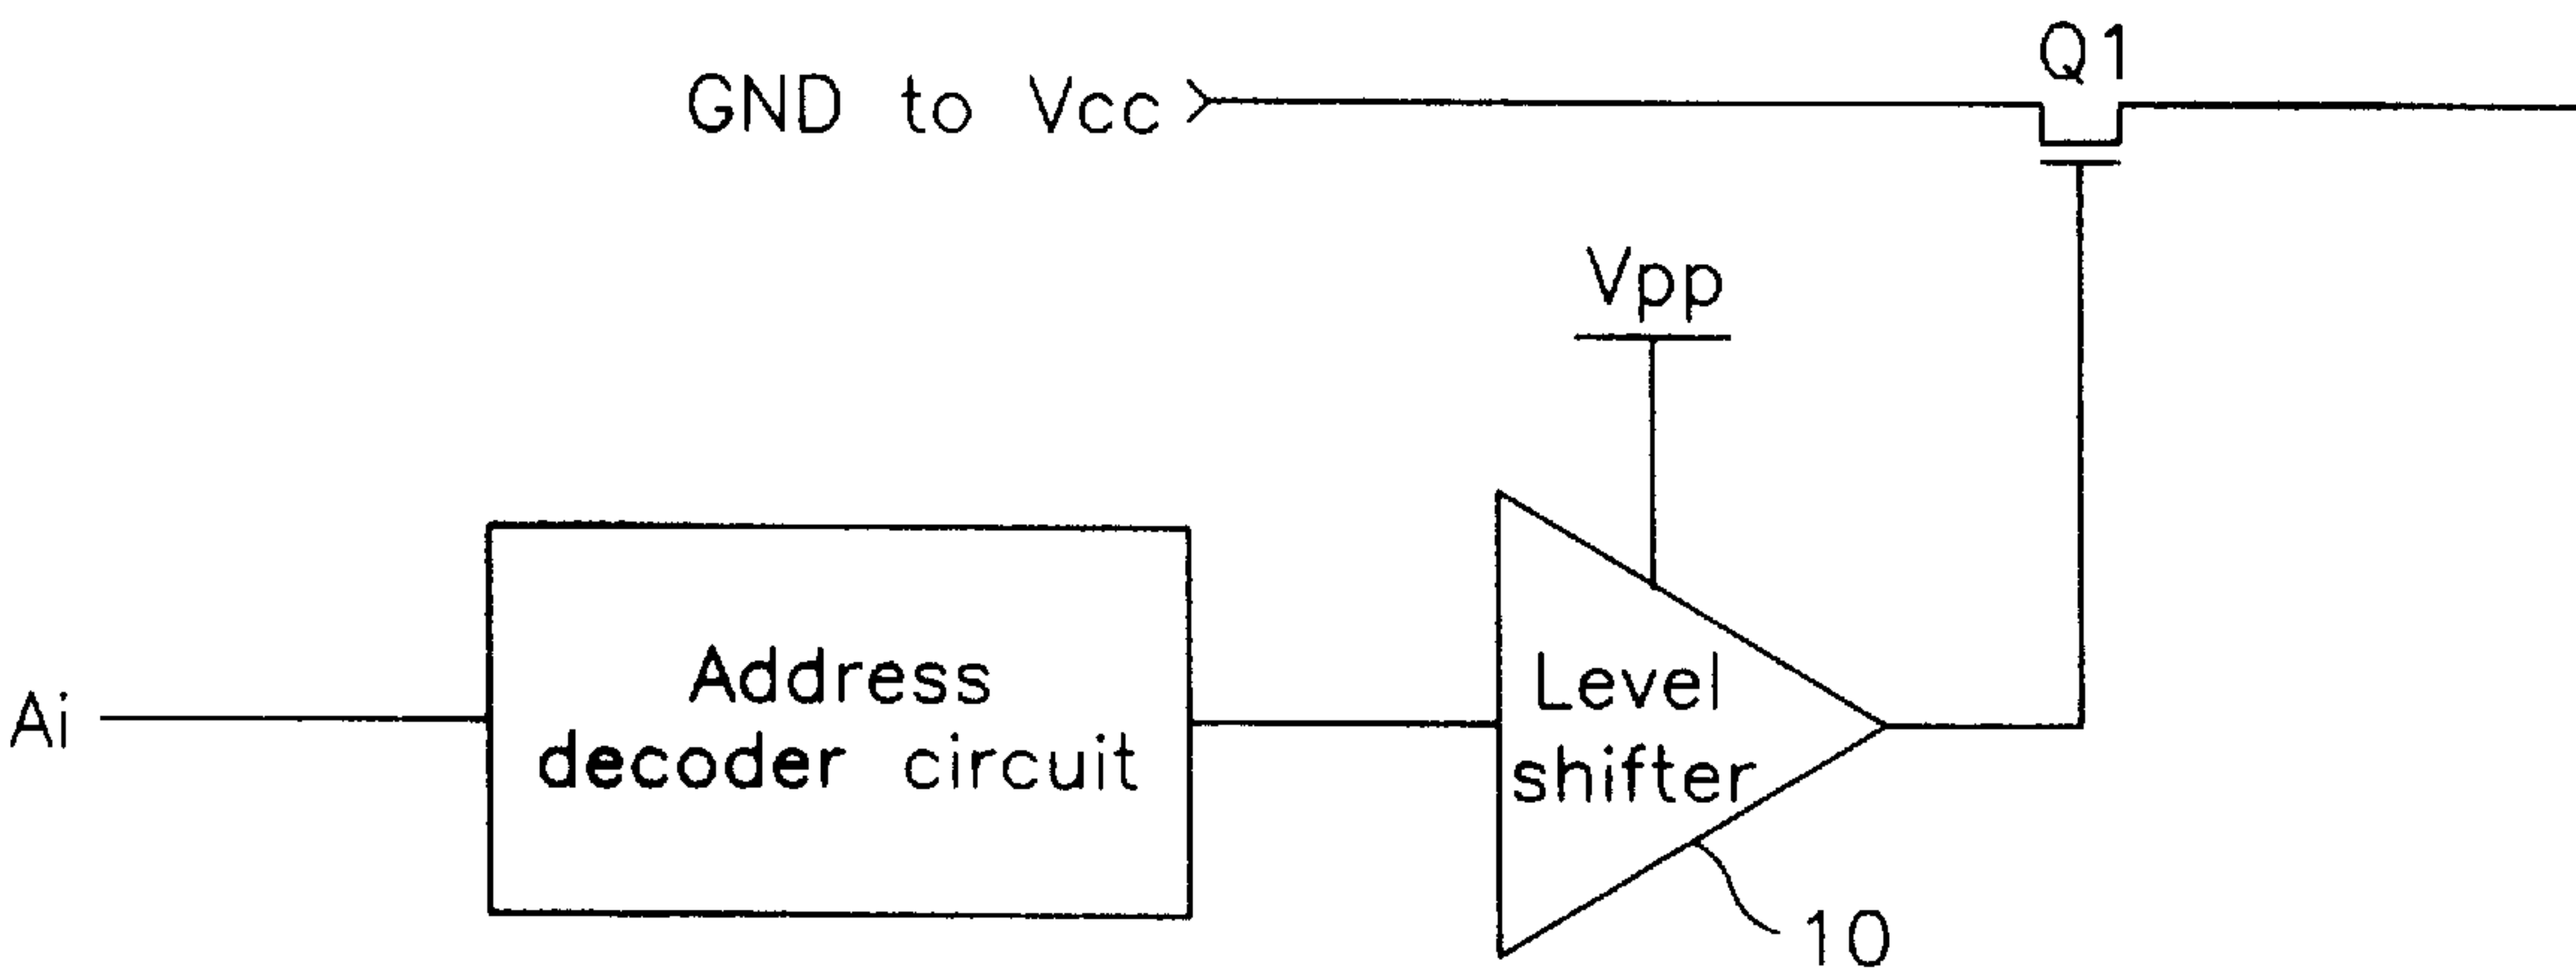 Q1
GND to Vcc
Vpp
Address
decoder circuit
Level
shifter
Ai
10